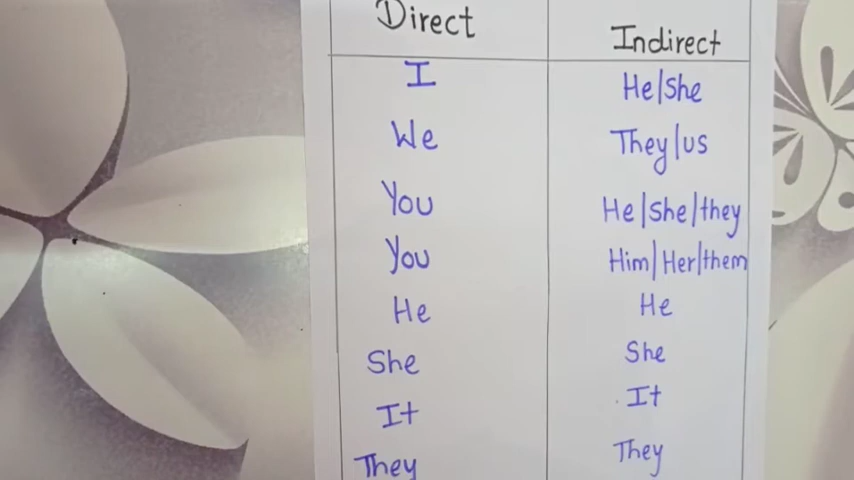 Direct Indirect
I He/She
We They/us
You He/She/they
You Him/Her/them
He He
She She
It It
They They